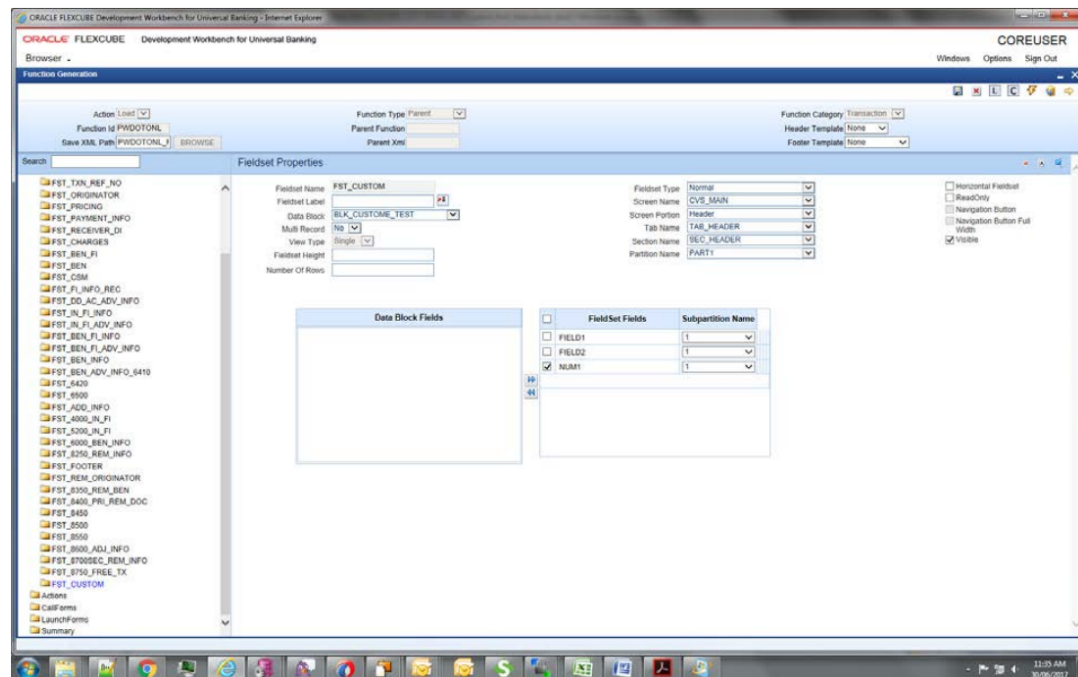 ORACLE FLEXCUBE Development Workbench for Universal Banking - Internet Explorer
ORACLE FLEXCUBE Development Workbench for Universal Banking
COREUSER
Browser
Windows Options Sign Out
Function Generation
L C
Action Load
Function Type Parent
Function Category Transaction
Function Id PWDOTONL
Parent Function
Header Template None
Save XML Path PWDOTONL_ BROWSE
Parent Xml
Footer Template None
Search
Fieldset Properties
FST_TXN_REF_NO
FST_ORIGINATOR
FST_PRICING
FST_PAYMENT_INFO
FST_RECEIVER_DI
FST_CHARGES
FST_BEN_FI
FST_BEN
FST_CSM
FST_FI_INFO_REC
FST_DD_AC_ADV_INFO
FST_IN_FI_INFO
FST_IN_FI_ADV_INFO
FST_BEN_FI_INFO
FST_BEN_FI_ADV_INFO
FST_BEN_INFO
FST_BEN_ADV_INFO_6410
FST_6420
FST_6500
FST_ADD_INFO
FST_4000_IN_FI
FST_5200_IN_FI
FST_6000_BEN_INFO
FST_8250_REM_INFO
FST_FOOTER
FST_REM_ORIGINATOR
FST_8350_REM_BEN
FST_8400_PRI_REM_DOC
FST_8450
FST_8500
FST_8550
FST_8600_ADJ_INFO
FST_8700SEC_REM_INFO
FST_8750_FREE_TX
FST_CUSTOM
Actions
CallForms
LaunchForms
Summary
Fieldset Name FST_CUSTOM
Fieldset Label
Data Block BLK_CUSTOME_TEST
Multi Record No
View Type Single
Fieldset Height
Number Of Rows
Fieldset Type Normal
Screen Name CVS_MAIN
Screen Portion Header
Tab Name TAB_HEADER
Section Name SEC_HEADER
Partition Name PART1
Horizontal Fieldset
ReadOnly
Navigation Button
Navigation Button Full
Width
Visible
Data Block Fields
FieldSet Fields Subpartition Name
FIELD1 1
FIELD2 1
NUM1 1
11:35 AM
30/06/2017